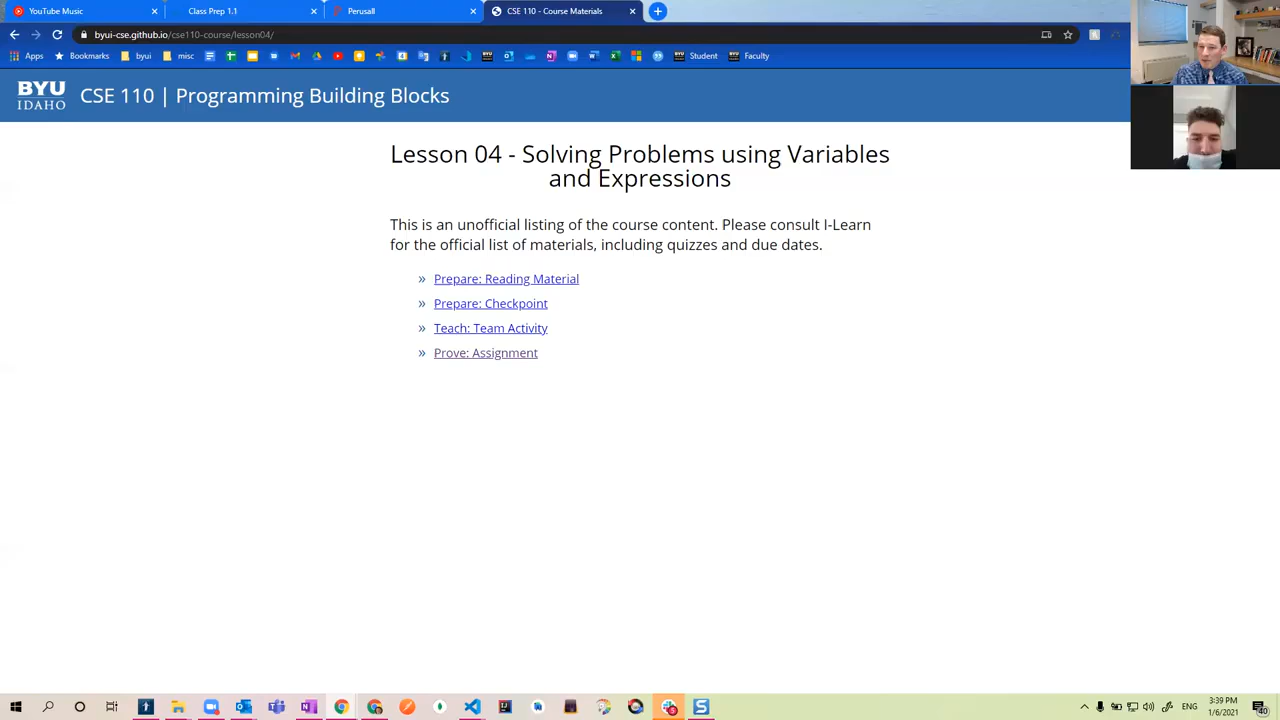 YouTube Music
Class Prep 1.1
Perusall
CSE 110 - Course Materials
byui-cse.github.io/cse110-course/lesson04/
Apps
Bookmarks
byui
misc
Student
Faculty
BYU
IDAHO
CSE 110 | Programming Building Blocks
Lesson 04 - Solving Problems using Variables
and Expressions
This is an unofficial listing of the course content. Please consult I-Learn
for the official list of materials, including quizzes and due dates.
» Prepare: Reading Material
» Prepare: Checkpoint
» Teach: Team Activity
» Prove: Assignment
ENG
3:39 PM
1/6/2021
40